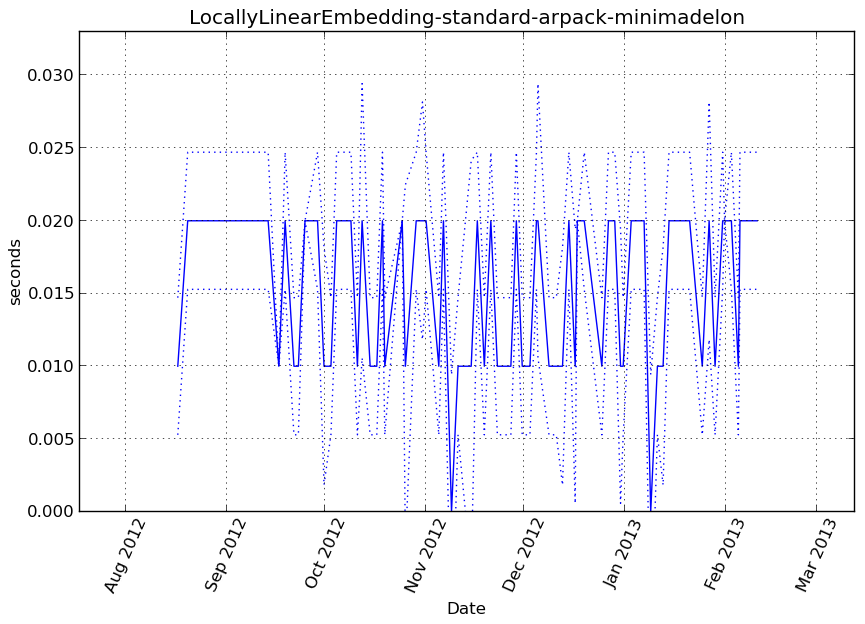 LocallyLinearEmbedding-standard-arpack-minimadelon
0.030
0.025
0.020
0.015
0.010
0.005
0.000
seconds
Aug 2012
Sep 2012
Oct 2012
Nov 2012
Dec 2012
Jan 2013
Feb 2013
Mar 2013
Date